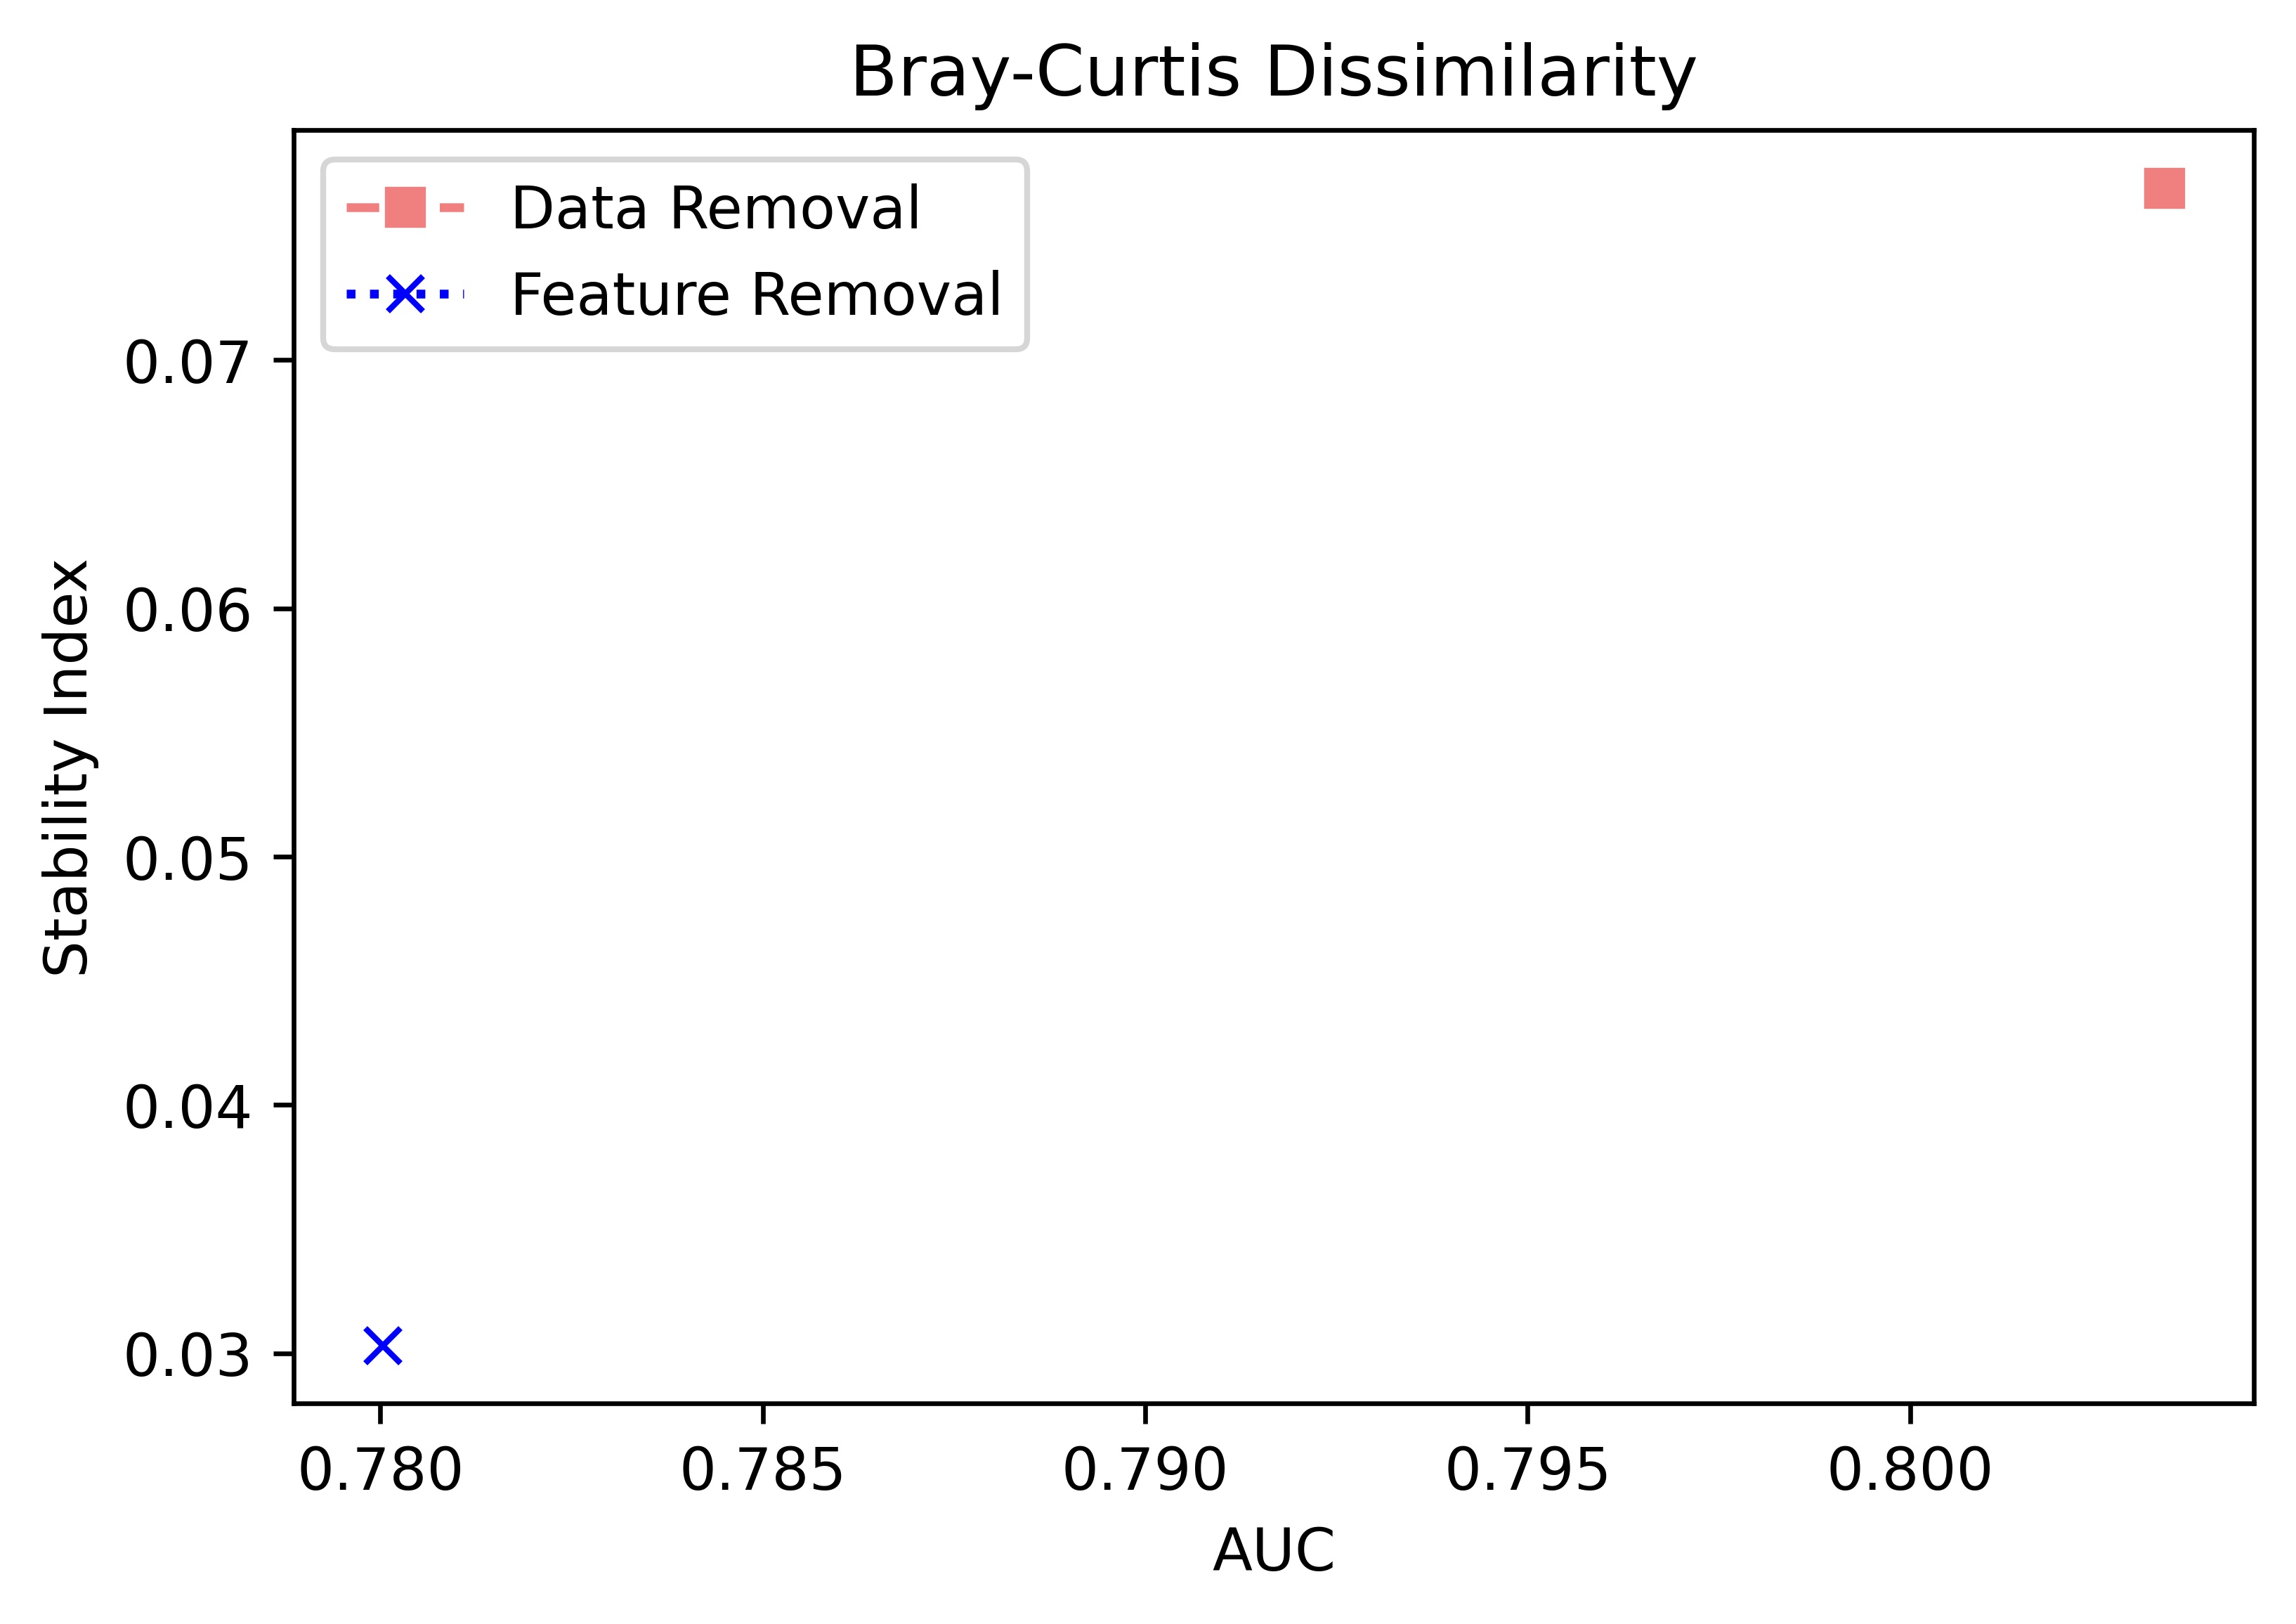 Bray-Curtis Dissimilarity
Data Removal
Feature Removal
0.07
0.06
0.05
0.04
0.03
Stability Index
0.780 0.785 0.790 0.795 0.800
AUC